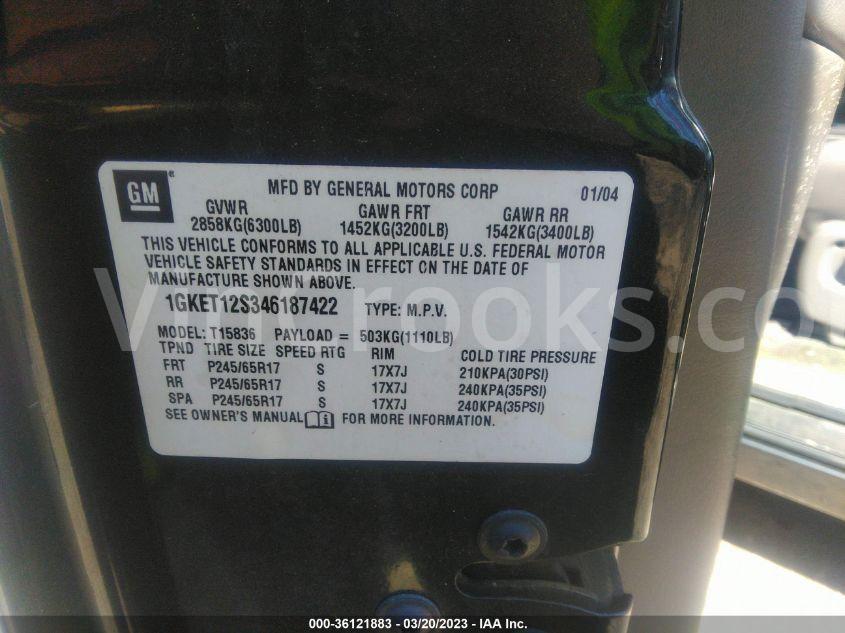 GM®
MFD BY GENERAL MOTORS CORP 01/04
GVWR GAWR FRT GAWR RR
2858KG(6300LB) 1452KG(3200LB) 1542KG(3400LB)
THIS VEHICLE CONFORMS TO ALL APPLICABLE U.S. FEDERAL MOTOR
VEHICLE SAFETY STANDARDS IN EFFECT ON THE DATE OF
MANUFACTURE SHOWN ABOVE.
1GKET12S346187422 TYPE: M.P.V.
MODEL: T15836 PAYLOAD = 503KG(1110LB)
TPND TIRE SIZE SPEED RTG RIM COLD TIRE PRESSURE
FRT P245/65R17 S 17X7J 210KPA(30PSI)
RR P245/65R17 S 17X7J 240KPA(35PSI)
SPA P245/65R17 S 17X7J 240KPA(35PSI)
SEE OWNER'S MANUAL FOR MORE INFORMATION.
000-36121883 - 03/20/2023 - IAA Inc.